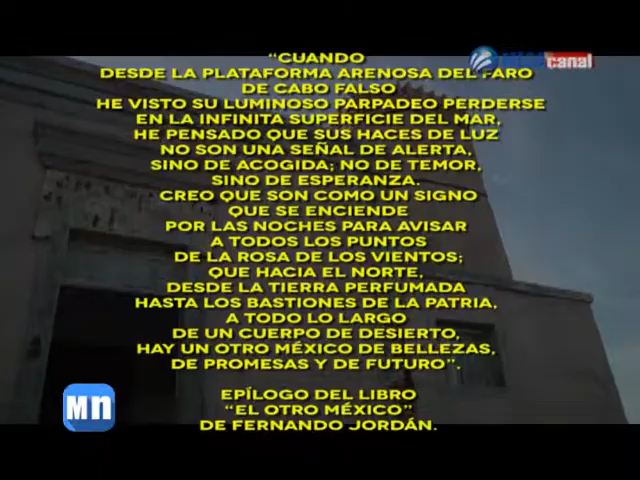 “CUANDO
DESDE LA PLATAFORMA ARENOSA DEL FARO
DE CABO FALSO
HE VISTO SU LUMINOSO PARPADEO PERDERSE
EN LA INFINITA SUPERFICIE DEL MAR,
HE PENSADO QUE SUS HACES DE LUZ
NO SON UNA SEÑAL DE ALERTA,
SINO DE ACOGIDA; NO DE TEMOR,
SINO DE ESPERANZA.
CREO QUE SON COMO UN SIGNO
QUE SE ENCIENDE
POR LAS NOCHES PARA AVISAR
A TODOS LOS PUNTOS
DE LA ROSA DE LOS VIENTOS;
QUE HACIA EL NORTE,
DESDE LA TIERRA PERFUMADA
HASTA LOS BASTIONES DE LA PATRIA,
A TODO LO LARGO
DE UN CUERPO DE DESIERTO,
HAY UN OTRO MÉXICO DE BELLEZAS,
DE PROMESAS Y DE FUTURO”.
EPÍLOGO DEL LIBRO
“EL OTRO MÉXICO”
DE FERNANDO JORDÁN.
canal
Mn